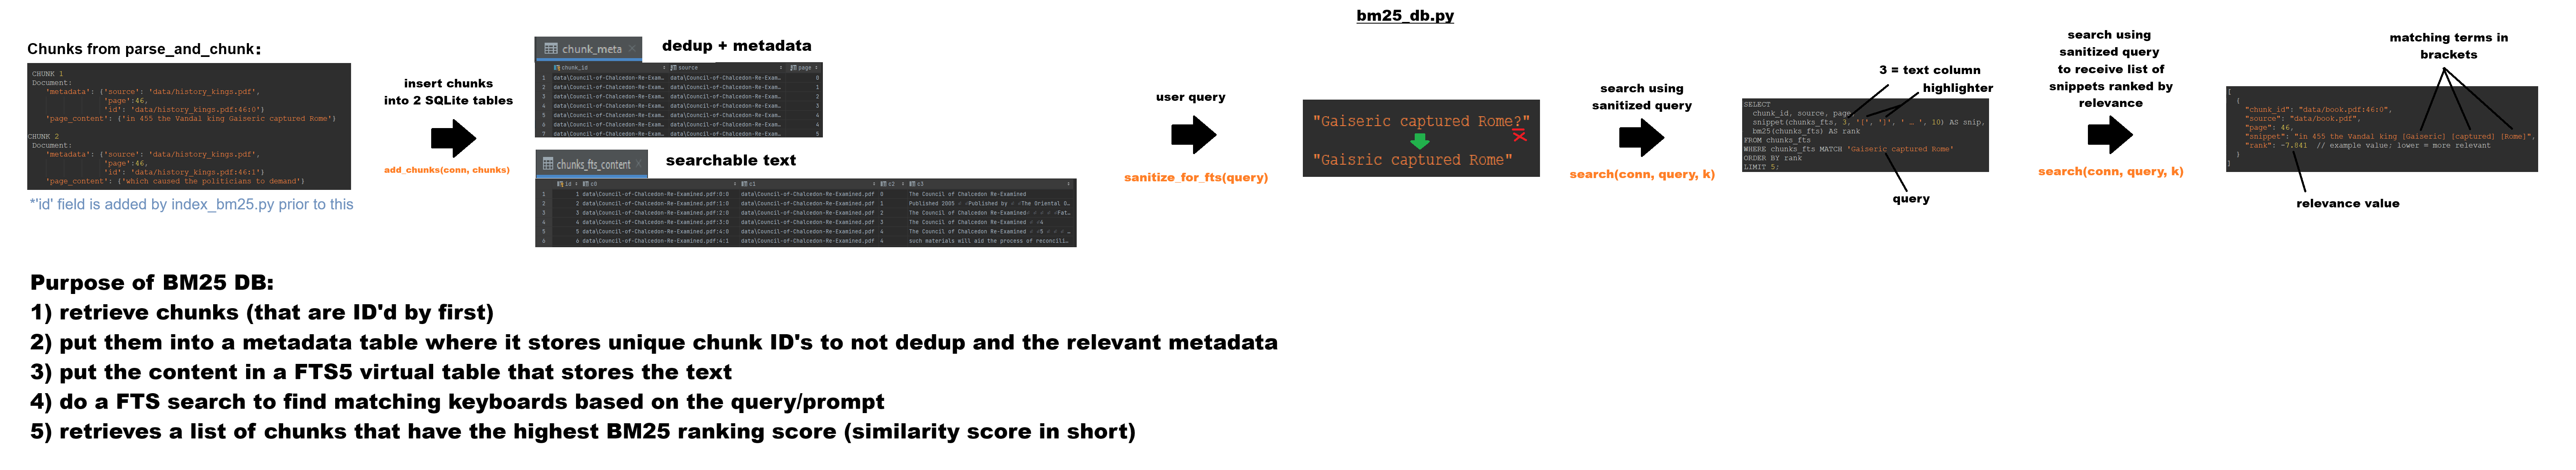 bm25_db.py
Chunks from parse_and_chunk:
CHUNK 1
Document:
'metadata': {'source': 'data/history_kings.pdf',
'page':46,
'id': 'data/history_kings.pdf:46:0'}
'page_content': {'in 455 the Vandal king Gaiseric captured Rome'}
CHUNK 2
Document:
'metadata': {'source': 'data/history_kings.pdf',
'page':46,
'id': 'data/history_kings.pdf:46:1'}
'page_content': {'which caused the politicians to demand'}
*'id' field is added by index_bm25.py prior to this
insert chunks
into 2 SQLite tables
add_chunks(conn, chunks)
chunk_meta
dedup + metadata
chunk_id source page
1 data\Council-of-Chalcedon-Re-Exam… data\Council-of-Chalcedon-Re-Exam… 0
2 data\Council-of-Chalcedon-Re-Exam… data\Council-of-Chalcedon-Re-Exam… 1
3 data\Council-of-Chalcedon-Re-Exam… data\Council-of-Chalcedon-Re-Exam… 2
4 data\Council-of-Chalcedon-Re-Exam… data\Council-of-Chalcedon-Re-Exam… 3
5 data\Council-of-Chalcedon-Re-Exam… data\Council-of-Chalcedon-Re-Exam… 4
6 data\Council-of-Chalcedon-Re-Exam… data\Council-of-Chalcedon-Re-Exam… 4
7 data\Council-of-Chalcedon-Re-Exam… data\Council-of-Chalcedon-Re-Exam… 5
chunks_fts_content
searchable text
id c0 c1 c2 c3
1 1 data\Council-of-Chalcedon-Re-Examined.pdf:0:0 data\Council-of-Chalcedon-Re-Examined.pdf 0 The Council of Chalcedon Re-Examined
2 2 data\Council-of-Chalcedon-Re-Examined.pdf:1:0 data\Council-of-Chalcedon-Re-Examined.pdf 1 Published 2005 Published by The Oriental O…
3 3 data\Council-of-Chalcedon-Re-Examined.pdf:2:0 data\Council-of-Chalcedon-Re-Examined.pdf 2 The Council of Chalcedon Re-Examined- Fat…
4 4 data\Council-of-Chalcedon-Re-Examined.pdf:3:0 data\Council-of-Chalcedon-Re-Examined.pdf 3 The Council of Chalcedon Re-Examined 4
5 5 data\Council-of-Chalcedon-Re-Examined.pdf:4:0 data\Council-of-Chalcedon-Re-Examined.pdf 4 The Council of Chalcedon Re-Examined 5 …
6 6 data\Council-of-Chalcedon-Re-Examined.pdf:4:1 data\Council-of-Chalcedon-Re-Examined.pdf 4 such materials will aid the process of reconcili…
user query
sanitize_for_fts(query)
"Gaiseric captured Rome?"
"Gaisric captured Rome"
search using
sanitized query
search(conn, query, k)
3 = text column
highlighter
SELECT
chunk_id, source, page
snippet(chunks_fts, 3, '[', ']', ' … ', 10) AS snip,
bm25(chunks_fts) AS rank
FROM chunks_fts
WHERE chunks_fts MATCH 'Gaiseric captured Rome'
ORDER BY rank
LIMIT 5;
query
search using
sanitized query
to receive list of
snippets ranked by
relevance
search(conn, query, k)
matching terms in
brackets
[
{
"chunk_id": "data/book.pdf:46:0",
"source": "data/book.pdf",
"page": 46,
"snippet": "in 455 the Vandal king [Gaiseric] [captured] [Rome]",
"rank": -7.841 // example value; lower = more relevant
}
]
relevance value
Purpose of BM25 DB:
1) retrieve chunks (that are ID'd by first)
2) put them into a metadata table where it stores unique chunk ID's to not dedup and the relevant metadata
3) put the content in a FTS5 virtual table that stores the text
4) do a FTS search to find matching keyboards based on the query/prompt
5) retrieves a list of chunks that have the highest BM25 ranking score (similarity score in short)